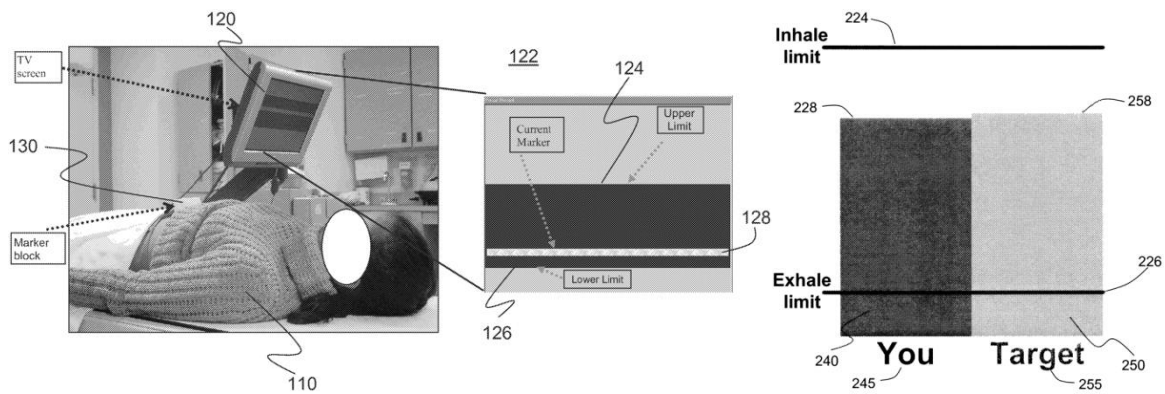 120
TV
screen
130
Marker
block
110
122
124
Upper
Limit
Current
Marker
128
Lower Limit
126
224
Inhale
limit
228
258
226
Exhale
limit
240
You
Target
250
245
255